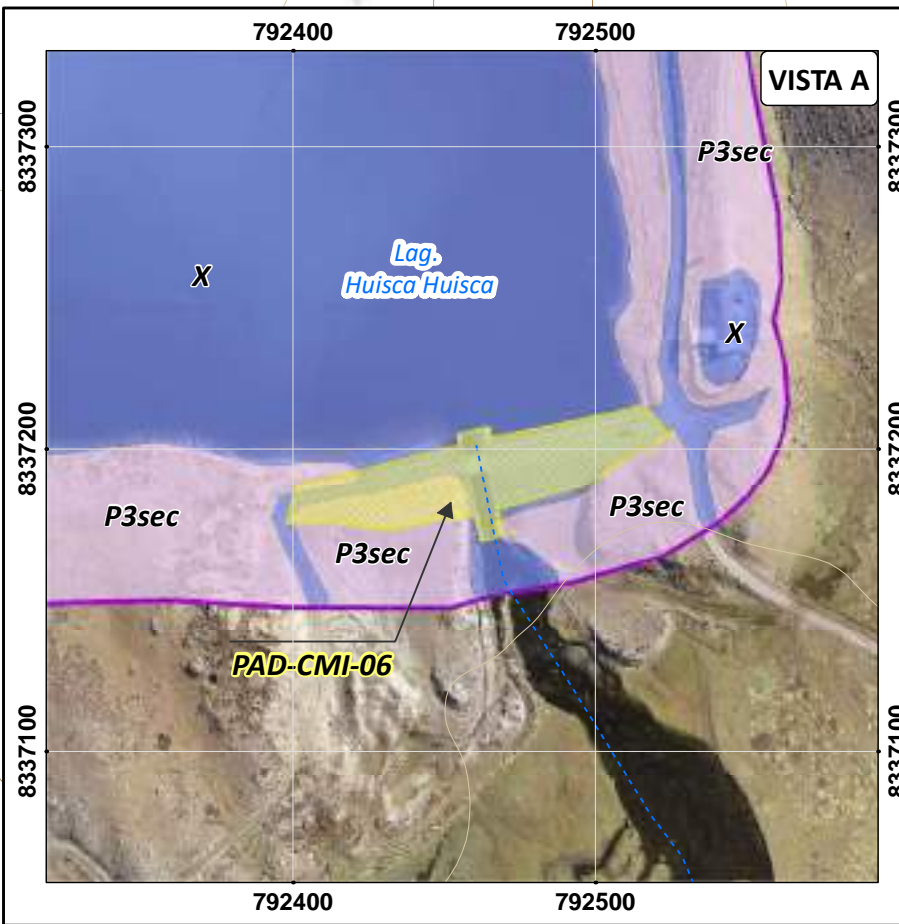 792400
792500
VISTA A
8337300
P3sec
8337300
Lag.
Huisca Huisca
X
X
8337200
8337200
P3sec
P3sec
P3sec
PAD-CMI-06
8337100
8337100
792400
792500